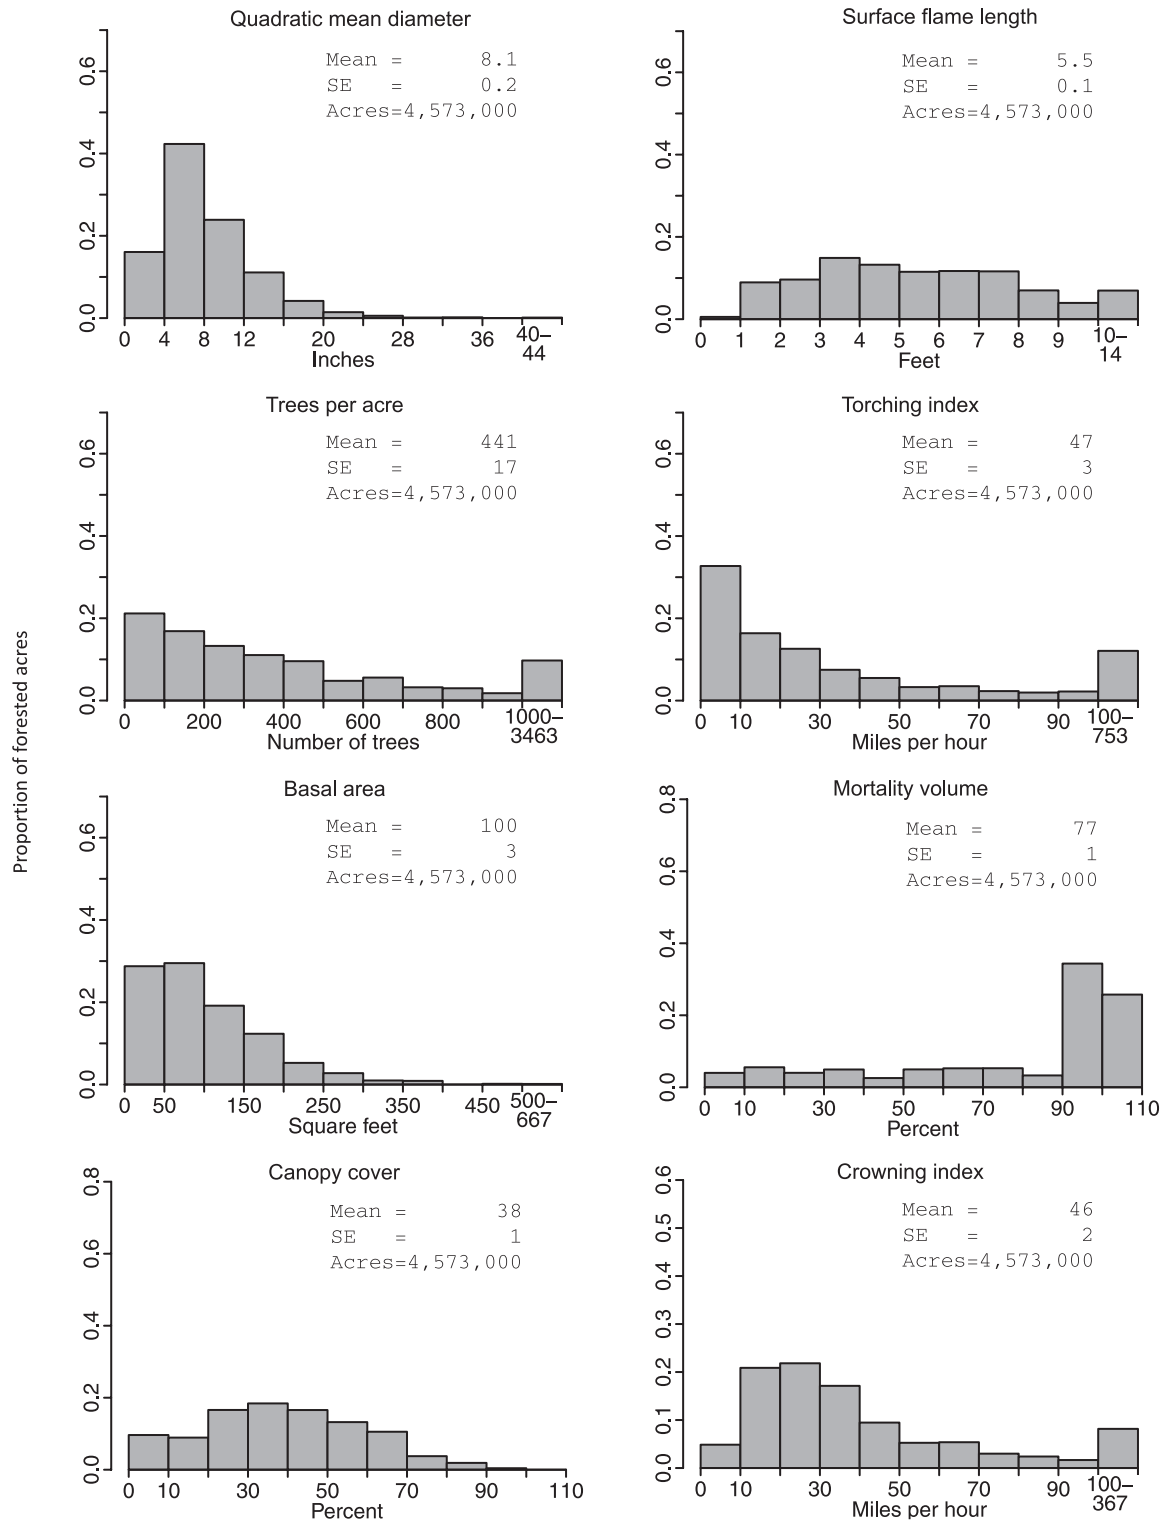 Proportion of forested acres
Quadratic mean diameter
Mean = 8.1
SE = 0.2
Acres=4,573,000
0.6
0.4
0.2
0.0
0 4 8 12 20 28 36 40–
44
Inches
Surface flame length
Mean = 5.5
SE = 0.1
Acres=4,573,000
0.6
0.4
0.2
0.0
0 1 2 3 4 5 6 7 8 9 10–
14
Feet
Trees per acre
Mean = 441
SE = 17
Acres=4,573,000
0.6
0.4
0.2
0.0
0 200 400 600 800 1000–
3463
Number of trees
Torching index
Mean = 47
SE = 3
Acres=4,573,000
0.6
0.4
0.2
0.0
0 10 30 50 70 90 100–
753
Miles per hour
Basal area
Mean = 100
SE = 3
Acres=4,573,000
0.6
0.4
0.2
0.0
0 50 150 250 350 450 500–
667
Square feet
Mortality volume
Mean = 77
SE = 1
Acres=4,573,000
0.8
0.6
0.4
0.2
0.0
0 10 30 50 70 90 110
Percent
Canopy cover
Mean = 38
SE = 1
Acres=4,573,000
0.8
0.6
0.4
0.2
0.0
0 10 30 50 70 90 110
Percent
Crowning index
Mean = 46
SE = 2
Acres=4,573,000
0.6
0.5
0.4
0.3
0.2
0.1
0.0
0 10 30 50 70 90 100–
367
Miles per hour